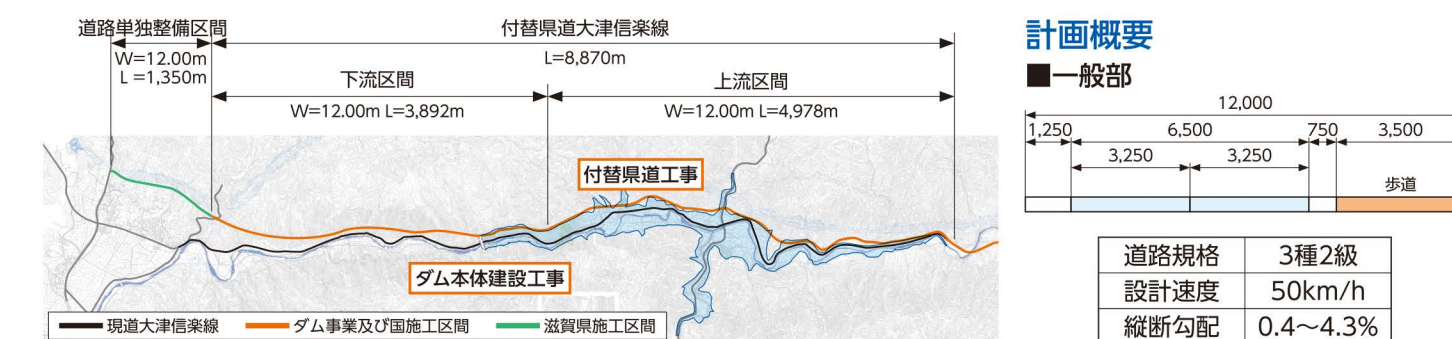 道路単独整備区間
W=12.00m
L =1,350m
付替県道大津信楽線
L=8,870m
下流区間
W=12.00m L=3,892m
上流区間
W=12.00m L=4,978m
付替県道工事
ダム本体建設工事
現道大津信楽線
ダム事業及び国施工区間
滋賀県施工区間
計画概要
■一般部
12,000
1,250
6,500
750
3,500
3,250
3,250
歩道
道路規格 3種2級
設計速度 50km/h
縦断勾配 0.4～4.3%